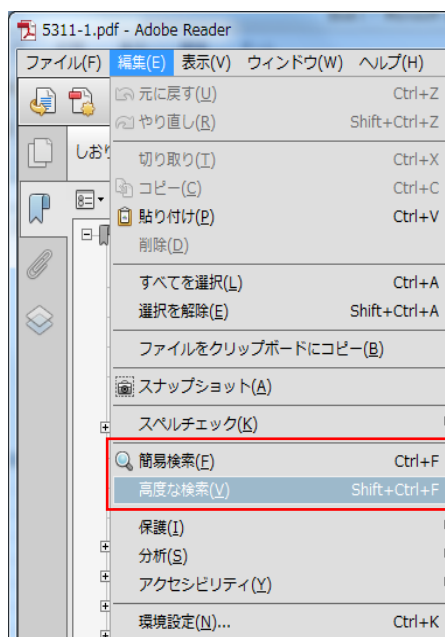 5311-1.pdf - Adobe Reader
ファイル(F) 編集(E) 表示(V) ウィンドウ(W) ヘルプ(H)
元に戻す(U) Ctrl+Z
やり直し(R) Shift+Ctrl+Z
しおり
切り取り(T) Ctrl+X
コピー(C) Ctrl+C
貼り付け(P) Ctrl+V
削除(D)
すべてを選択(L) Ctrl+A
選択を解除(E) Shift+Ctrl+A
ファイルをクリップボードにコピー(B)
スナップショット(A)
スペルチェック(K)
簡易検索(F) Ctrl+F
高度な検索(V) Shift+Ctrl+F
保護(I)
分析(S)
アクセシビリティ(Y)
環境設定(N)... Ctrl+K